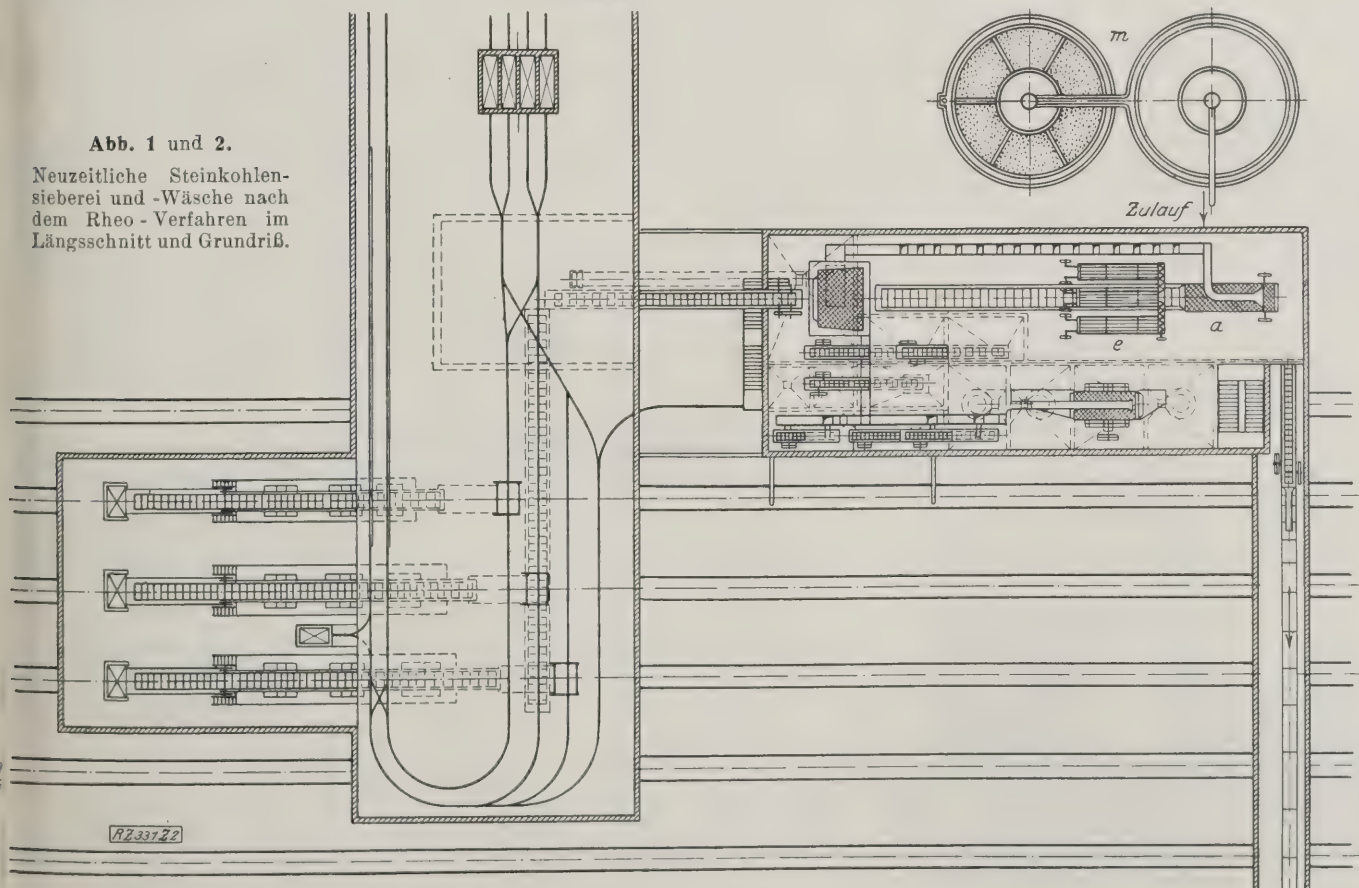 Abb. 1 und 2.
Neuzeitliche Steinkohlen-
sieberei und -Wäsche nach
dem Rheo-Verfahren im
Längsschnitt und Grundriß.
m
Zulauf
a
e
RZ331Z2